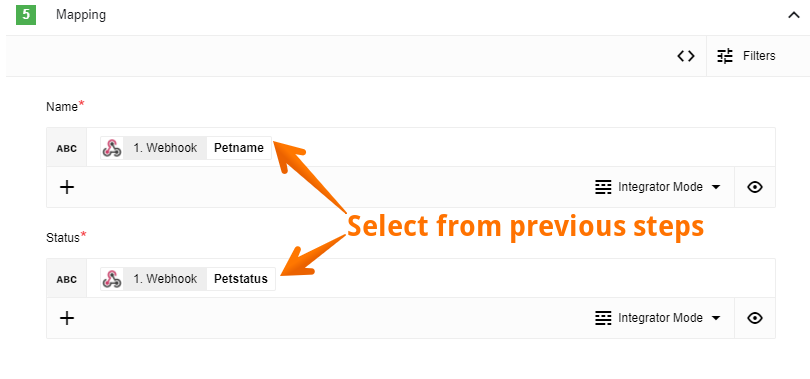 5 Mapping
Filters
Name*
ABC 1. Webhook Petname
Integrator Mode
Select from previous steps
Status*
ABC 1. Webhook Petstatus
Integrator Mode